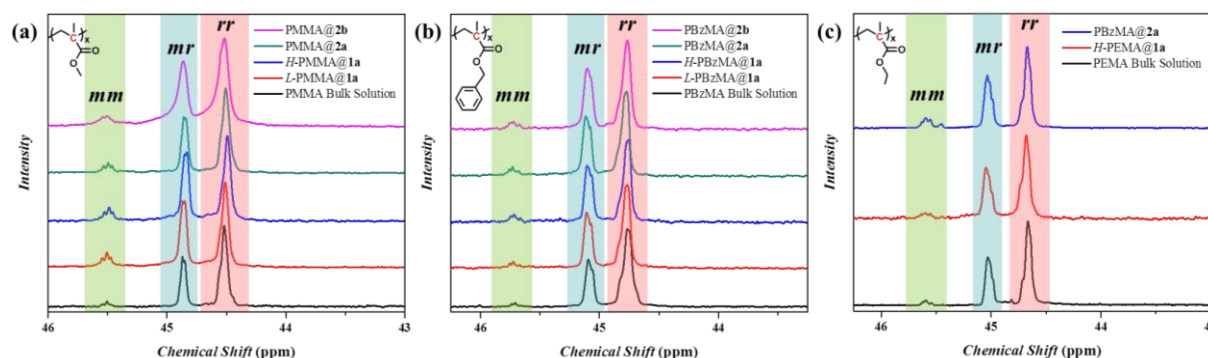 (a)
O
O
x
mm
mr
rr
PMMA@2b
PMMA@2a
H-PMMA@1a
L-PMMA@1a
PMMA Bulk Solution
Intensity
46
45
44
43
Chemical Shift (ppm)
(b)
O
O
x
mm
mr
rr
PBzMA@2b
PBzMA@2a
H-PBzMA@1a
L-PBzMA@1a
PBzMA Bulk Solution
Intensity
46
45
44
Chemical Shift (ppm)
(c)
O
O
x
mm
mr
rr
PBzMA@2a
H-PEMA@1a
PEMA Bulk Solution
Intensity
46
45
44
Chemical Shift (ppm)